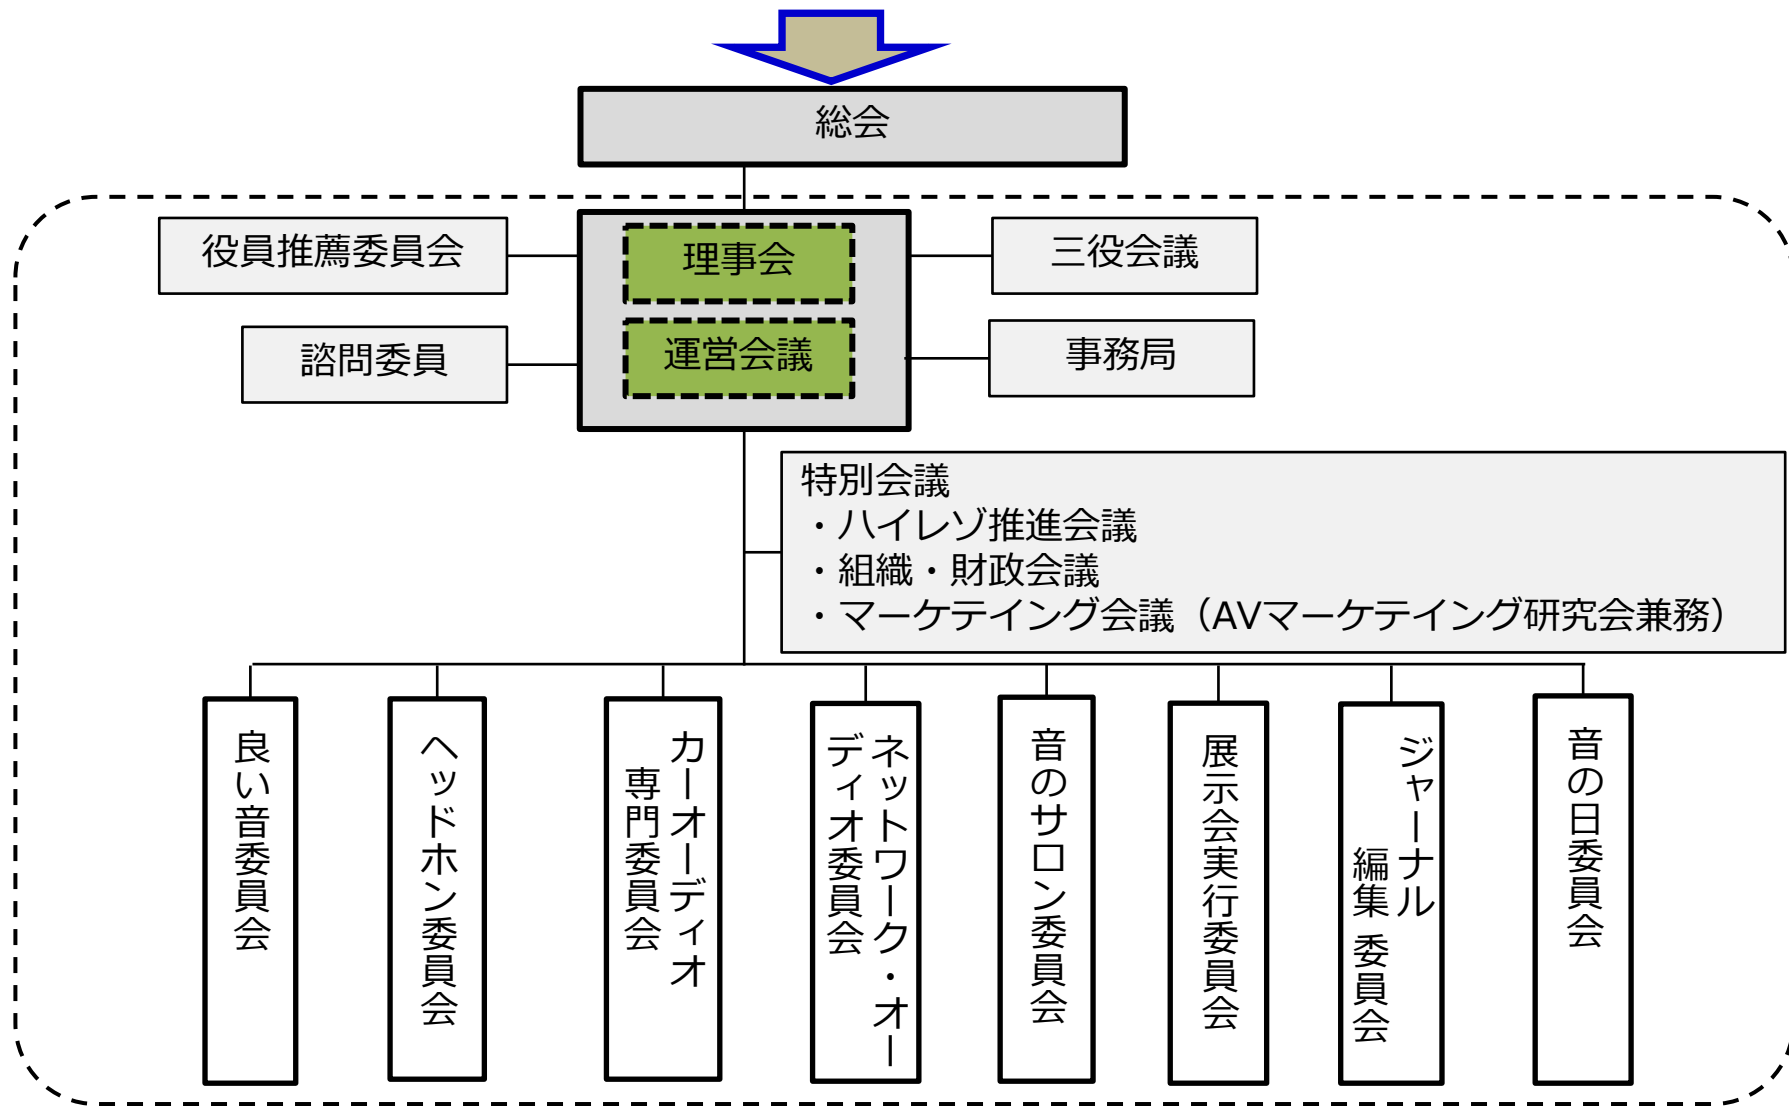 総会
役員推薦委員会
理事会
三役会議
諮問委員
運営会議
事務局
特別会議
・ハイレゾ推進会議
・組織・財政会議
・マーケテイング会議（AVマーケテイング研究会兼務）
良い音委員会
ヘッドホン委員会
カーオーディオ
専門委員会
ネットワーク・オー
ディオ委員会
音のサロン委員会
展示会実行委員会
ジャーナル
編集 委員会
音の日委員会